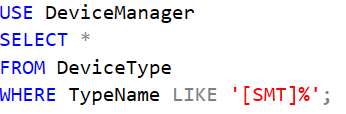 USE DeviceManager
SELECT *
FROM DeviceType
WHERE TypeName LIKE '[SMT]%';